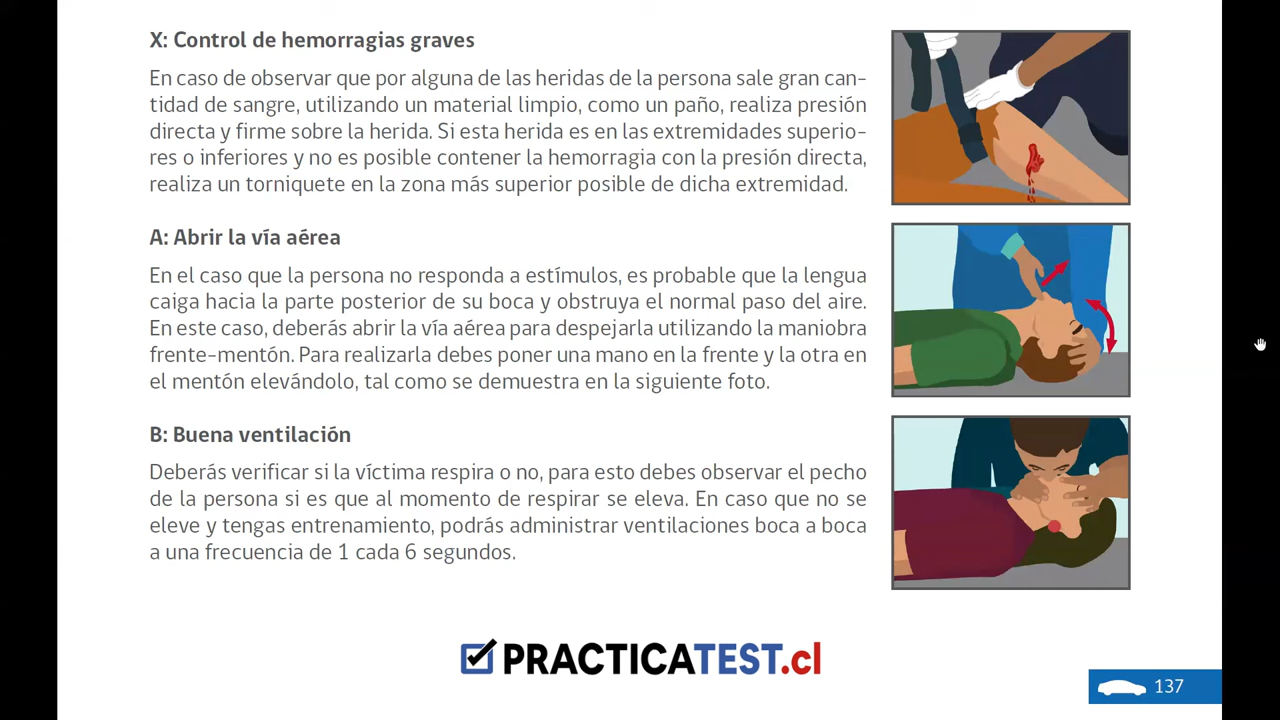 X: Control de hemorragias graves
En caso de observar que por alguna de las heridas de la persona sale gran can-
tidad de sangre, utilizando un material limpio, como un paño, realiza presión
directa y firme sobre la herida. Si esta herida es en las extremidades superio-
res o inferiores y no es posible contener la hemorragia con la presión directa,
realiza un torniquete en la zona más superior posible de dicha extremidad.
A: Abrir la vía aérea
En el caso que la persona no responda a estímulos, es probable que la lengua
caiga hacia la parte posterior de su boca y obstruya el normal paso del aire.
En este caso, deberás abrir la vía aérea para despejarla utilizando la maniobra
frente-mentón. Para realizarla debes poner una mano en la frente y la otra en
el mentón elevándolo, tal como se demuestra en la siguiente foto.
B: Buena ventilación
Deberás verificar si la víctima respira o no, para esto debes observar el pecho
de la persona si es que al momento de respirar se eleva. En caso que no se
eleve y tengas entrenamiento, podrás administrar ventilaciones boca a boca
a una frecuencia de 1 cada 6 segundos.
PRACTICATEST.cl
137